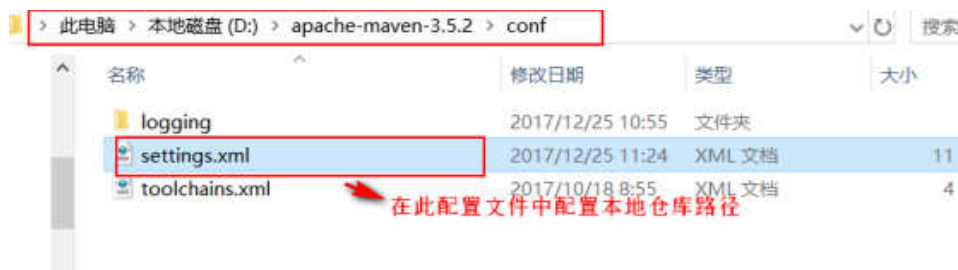 此电脑 › 本地磁盘 (D:) › apache-maven-3.5.2 › conf 搜索
名称 修改日期 类型 大小
logging 2017/12/25 10:55 文件夹
settings.xml 2017/12/25 11:24 XML 文档 11
toolchains.xml 2017/10/18 8:55 XML 文档 4
在此配置文件中配置本地仓库路径